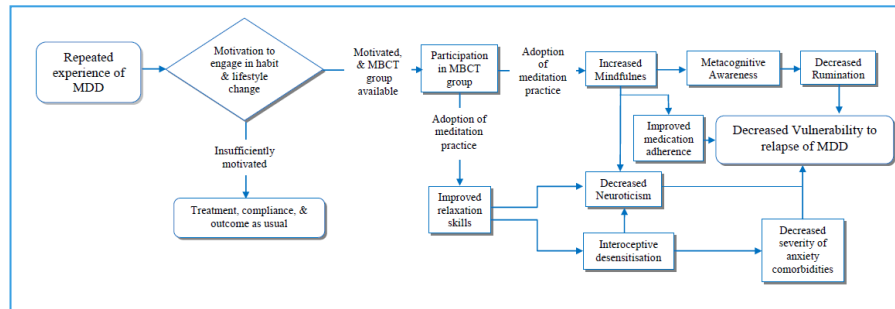 Repeated
experience of
MDD
Motivation to
engage in habit
& lifestyle
change
Motivated,
& MBCT
group
available
Participation
in MBCT
group
Adoption
of
meditation
practice
Increased
Mindfulnes
Metacognitive
Awareness
Decreased
Rumination
Insufficiently
motivated
Treatment, compliance, &
outcome as usual
Adoption of
meditation
practice
Improved
medication
adherence
Decreased Vulnerability to
relapse of MDD
Improved
relaxation
skills
Decreased
Neuroticism
Interoceptive
desensitisation
Decreased
severity of
anxiety
comorbidities